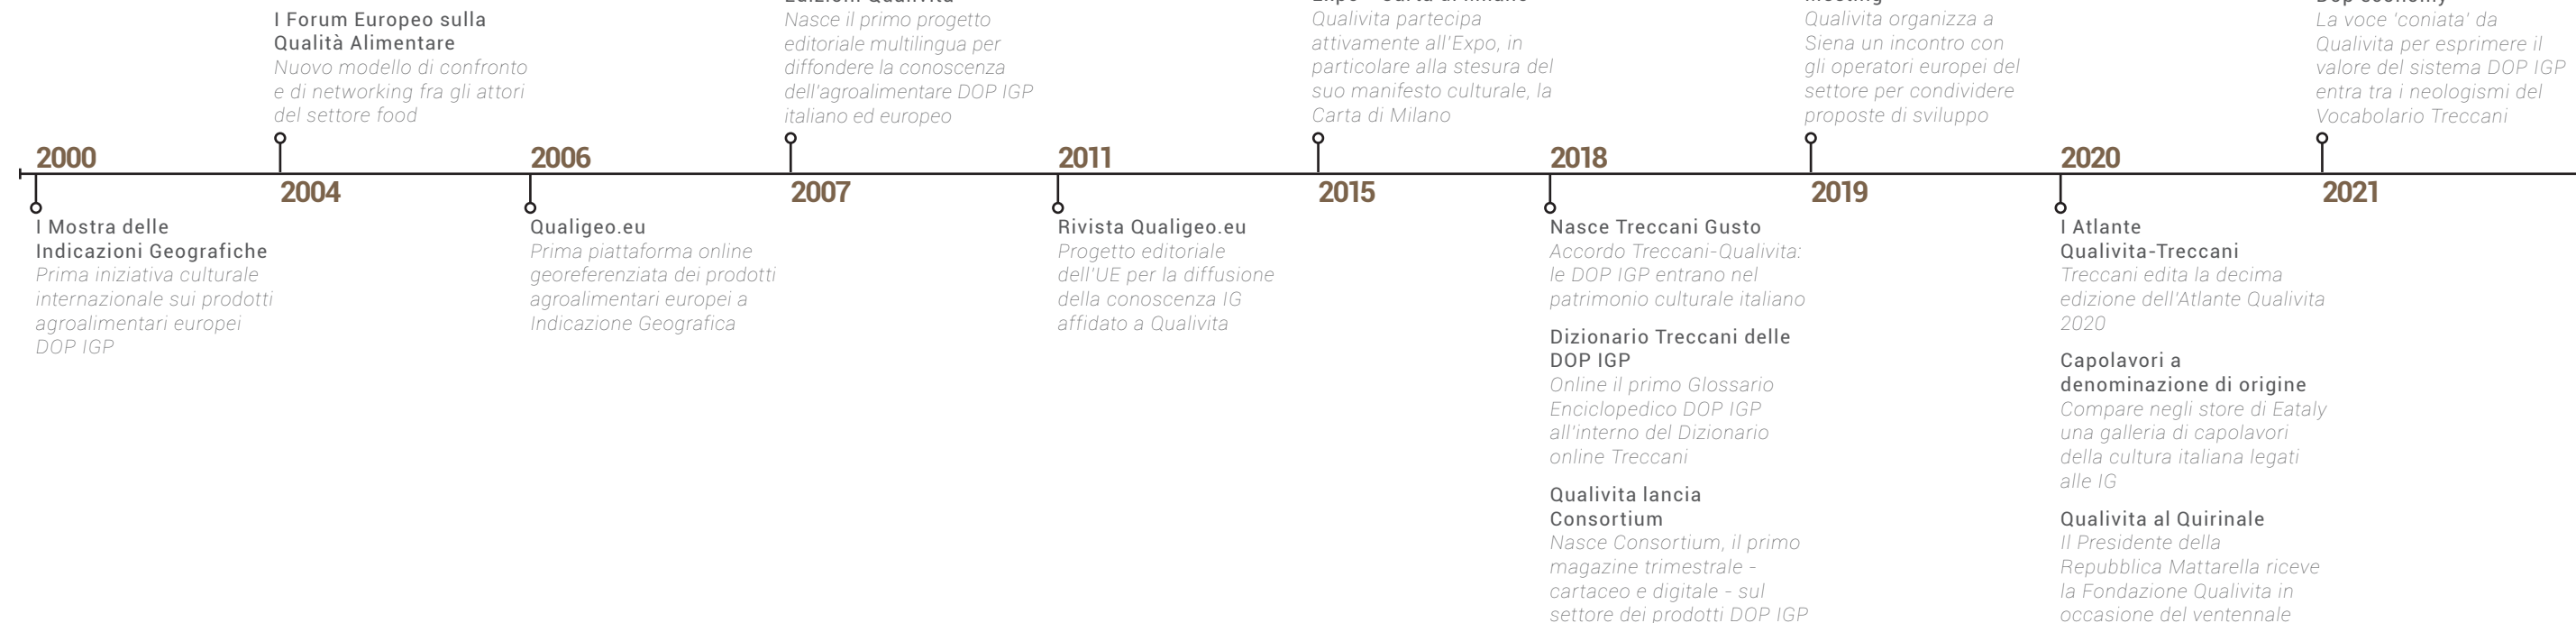 I Forum Europeo sulla
Qualità Alimentare
Nuovo modello di confronto
e di networking fra gli attori
del settore food
Edizioni Qualivita
Nasce il primo progetto
editoriale multilingua per
diffondere la conoscenza
dell'agroalimentare DOP IGP
italiano ed europeo
Expo - Carta di Milano
Qualivita partecipa
attivamente all'Expo, in
particolare alla stesura del
suo manifesto culturale, la
Carta di Milano
Meeting
Qualivita organizza a
Siena un incontro con
gli operatori europei del
settore per condividere
proposte di sviluppo
Dop economy
La voce 'coniata' da
Qualivita per esprimere il
valore del sistema DOP IGP
entra tra i neologismi del
Vocabolario Treccani
2000
2004
2006
2007
2011
2015
2018
2019
2020
2021
I Mostra delle
Indicazioni Geografiche
Prima iniziativa culturale
internazionale sui prodotti
agroalimentari europei
DOP IGP
Qualigeo.eu
Prima piattaforma online
georeferenziata dei prodotti
agroalimentari europei a
Indicazione Geografica
Rivista Qualigeo.eu
Progetto editoriale
dell'UE per la diffusione
della conoscenza IG
affidato a Qualivita
Nasce Treccani Gusto
Accordo Treccani-Qualivita:
le DOP IGP entrano nel
patrimonio culturale italiano
Dizionario Treccani delle
DOP IGP
Online il primo Glossario
Enciclopedico DOP IGP
all'interno del Dizionario
online Treccani
Qualivita lancia
Consortium
Nasce Consortium, il primo
magazine trimestrale -
cartaceo e digitale - sul
settore dei prodotti DOP IGP
I Atlante
Qualivita-Treccani
Treccani edita la decima
edizione dell'Atlante Qualivita
2020
Capolavori a
denominazione di origine
Compare negli store di Eataly
una galleria di capolavori
della cultura italiana legati
alle IG
Qualivita al Quirinale
Il Presidente della
Repubblica Mattarella riceve
la Fondazione Qualivita in
occasione del ventennale